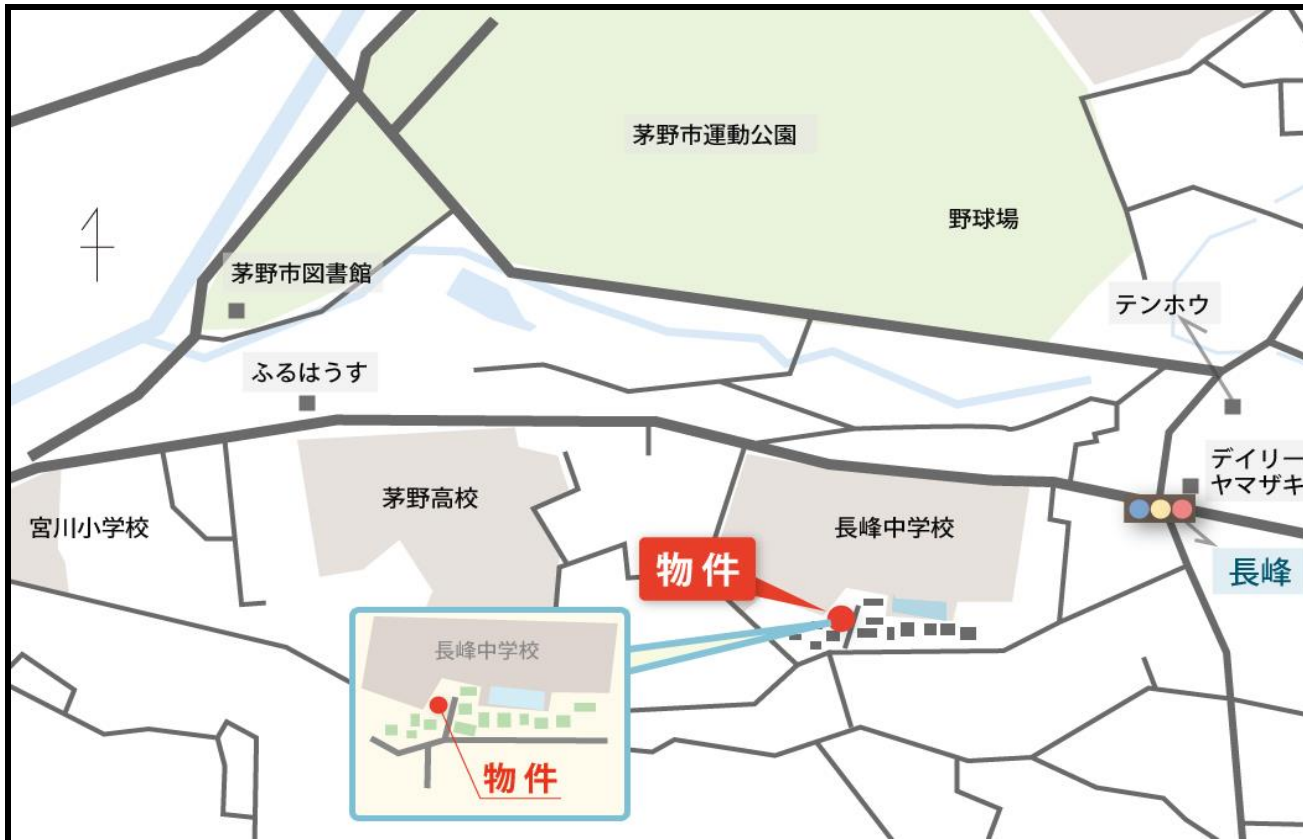 茅野市運動公園
野球場
茅野市図書館
テンホウ
ふるはうす
デイリー
ヤマザキ
茅野高校
長峰中学校
宮川小学校
物件
長峰
長峰中学校
物件